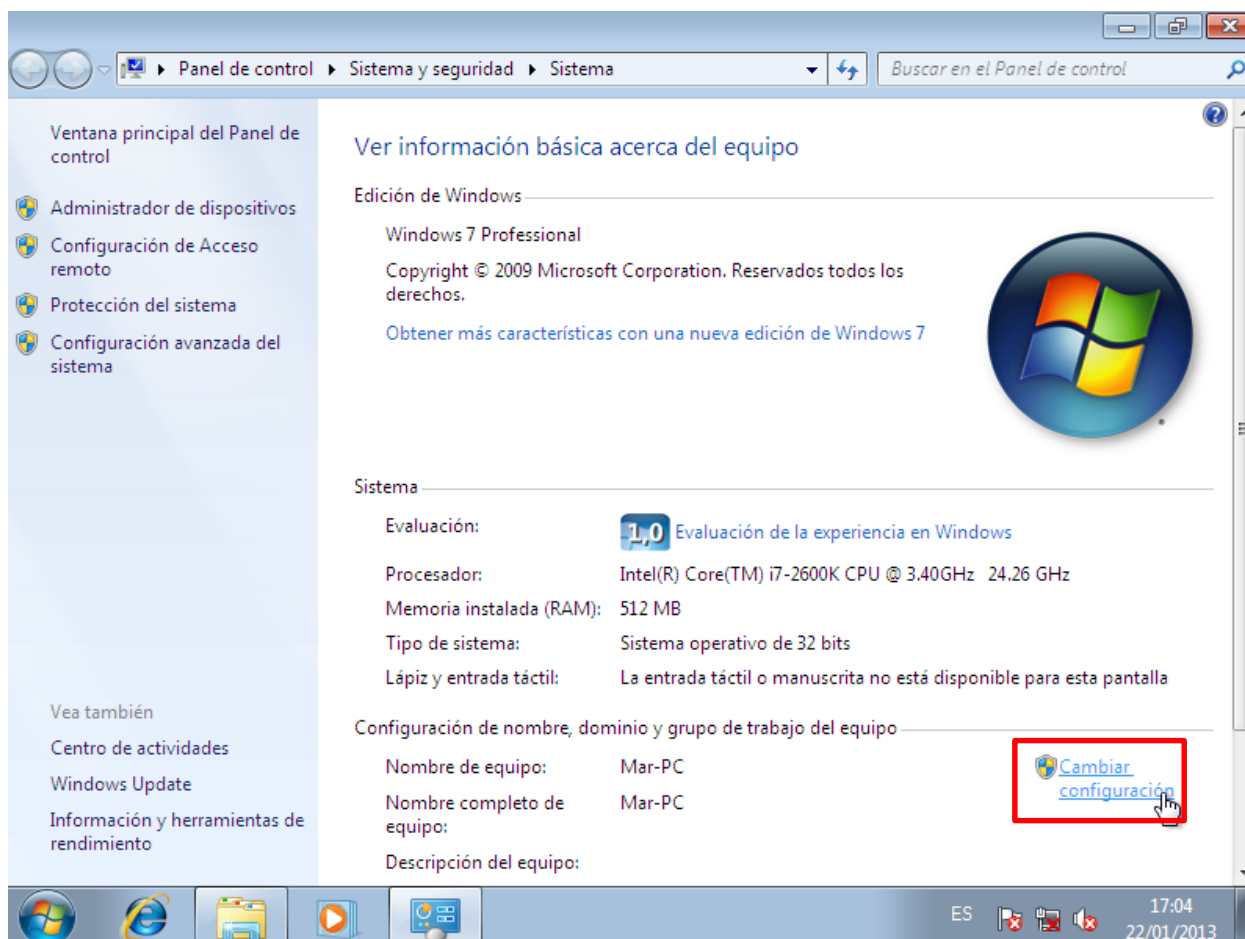 Panel de control ▸ Sistema y seguridad ▸ Sistema
Buscar en el Panel de control
Ventana principal del Panel de
control
Administrador de dispositivos
Configuración de Acceso
remoto
Protección del sistema
Configuración avanzada del
sistema
Vea también
Centro de actividades
Windows Update
Información y herramientas de
rendimiento
Ver información básica acerca del equipo
Edición de Windows
Windows 7 Professional
Copyright © 2009 Microsoft Corporation. Reservados todos los
derechos.
Obtener más características con una nueva edición de Windows 7
Sistema
Evaluación: 1,0 Evaluación de la experiencia en Windows
Procesador: Intel(R) Core(TM) i7-2600K CPU @ 3.40GHz 24.26 GHz
Memoria instalada (RAM): 512 MB
Tipo de sistema: Sistema operativo de 32 bits
Lápiz y entrada táctil: La entrada táctil o manuscrita no está disponible para esta pantalla
Configuración de nombre, dominio y grupo de trabajo del equipo
Nombre de equipo: Mar-PC
Cambiar
configuración
Nombre completo de Mar-PC
equipo:
Descripción del equipo:
ES
17:04
22/01/2013